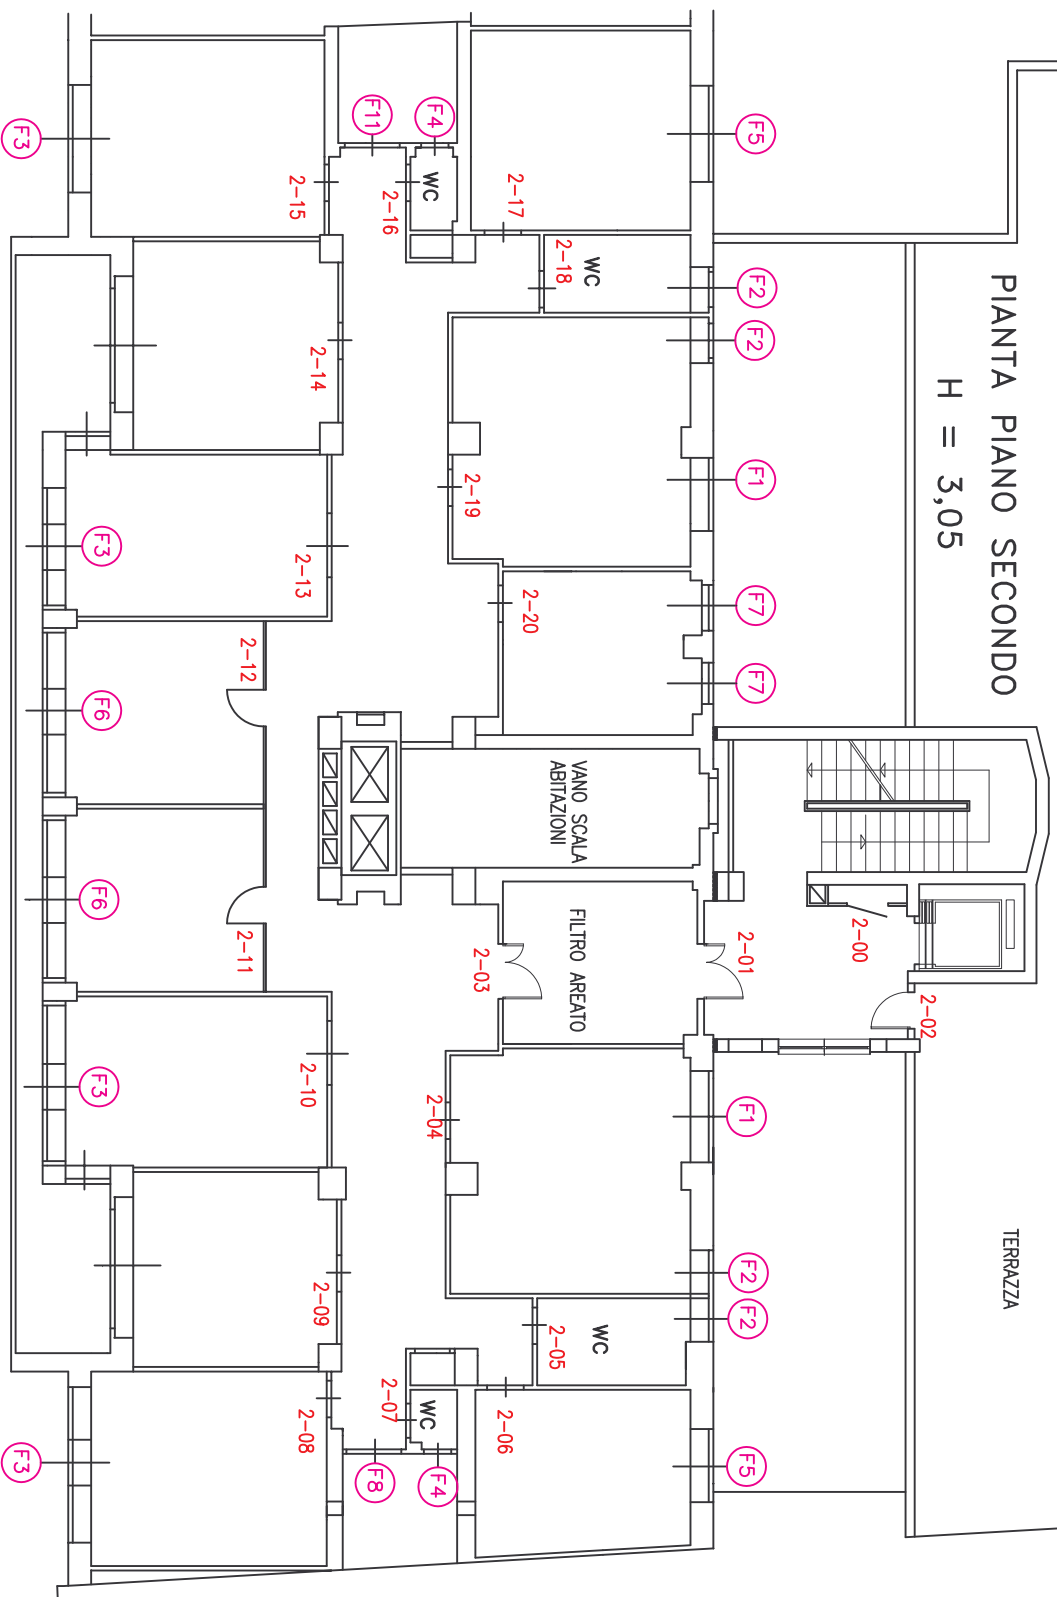 PIANTA PIANO SECONDO
H = 3,05
TERRAZZA
F5
F2
F2
F1
F7
F7
F1
F2
F2
F5
2-00
2-01
2-02
VANO SCALA
ABITAZIONI
FILTRO AREATO
WC
2-18
2-17
2-20
2-03
WC
2-05
2-06
2-19
2-04
F4
WC
2-16
F11
2-07
WC
F4
F8
2-15
2-14
2-13
2-12
2-11
2-10
2-09
2-08
F3
F3
F6
F6
F3
F3